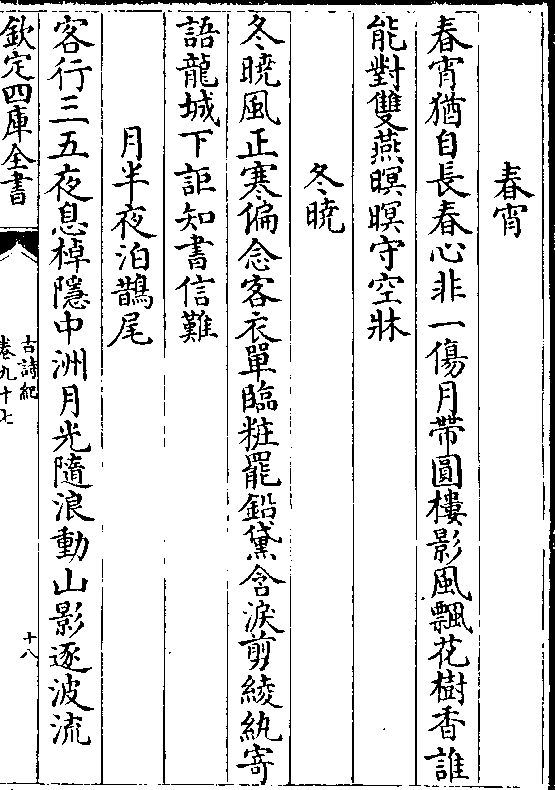 春宵
春宵猶自長春心非一傷月帶圓樓影風飄花樹香誰
能對雙燕暝暝守空牀
冬曉
冬曉風正寒偏念客衣單臨粧罷鉛黛含淚剪綾紈寄
語龍城下詎知書信難
月半夜泊鵲尾
客行三五夜息棹隱中洲月光隨浪動山影逐波流
欽定四庫全書
古詩紀
卷九十七
十八